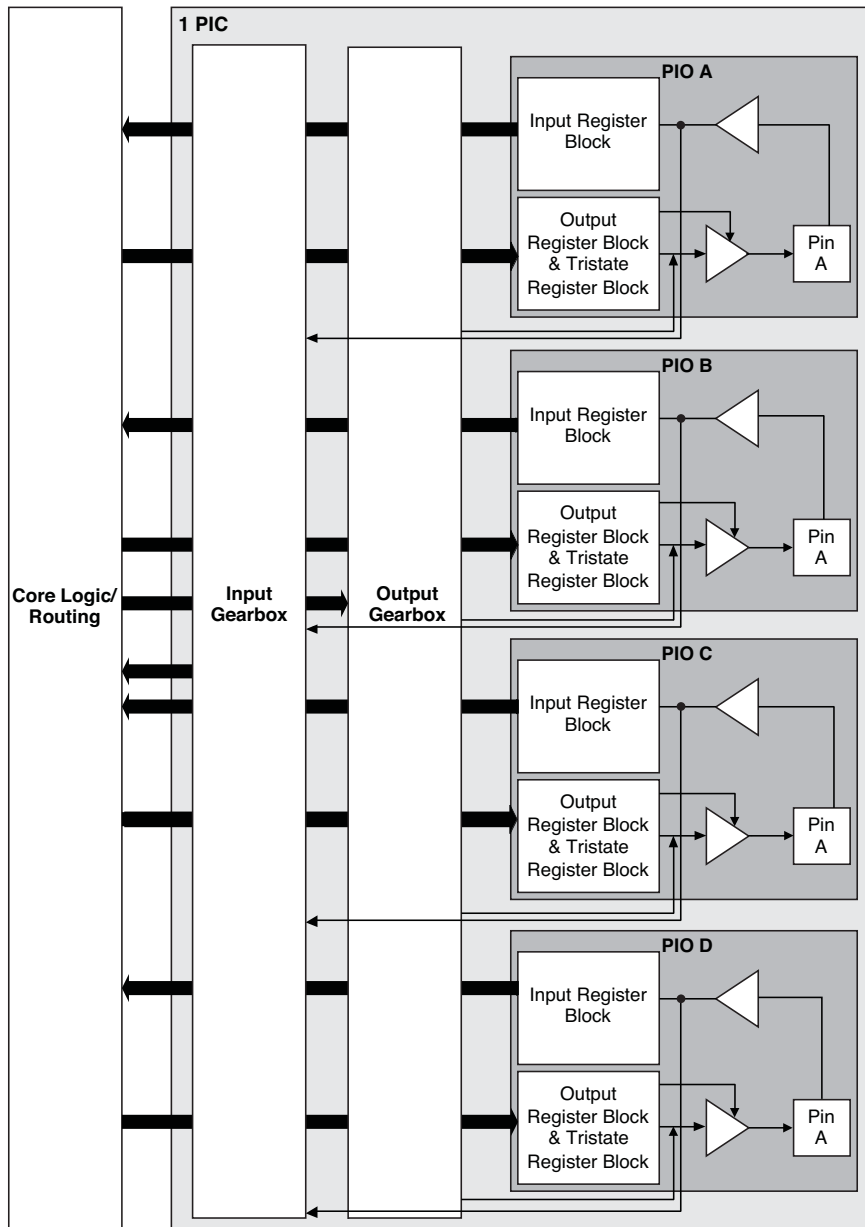 1 PIC
PIO A
Input Register
Block
Output
Register Block
& Tristate
Register Block
Pin
A
PIO B
Input Register
Block
Output
Register Block
& Tristate
Register Block
Pin
A
Core Logic/
Routing
Input
Gearbox
Output
Gearbox
PIO C
Input Register
Block
Output
Register Block
& Tristate
Register Block
Pin
A
PIO D
Input Register
Block
Output
Register Block
& Tristate
Register Block
Pin
A